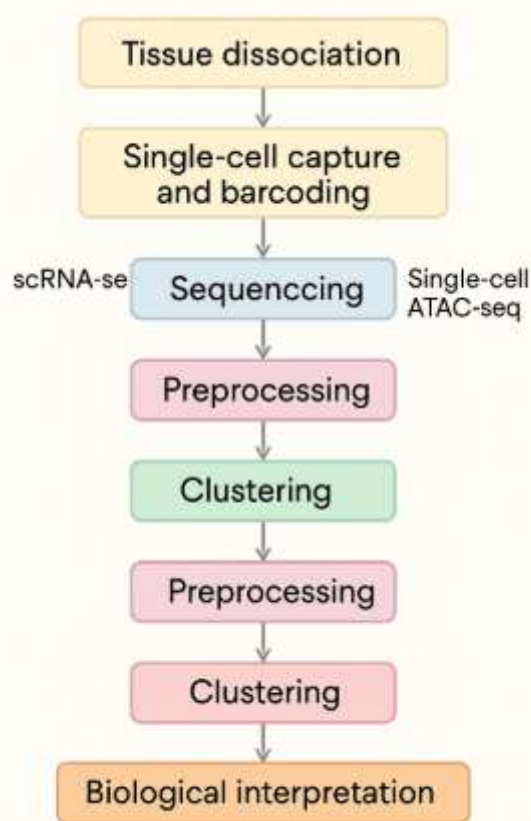 Tissue dissociation
Single-cell capture
and barcoding
scRNA-se
Sequenccing
Single-cell
ATAC-seq
Preprocessing
Clustering
Preprocessing
Clustering
Biological interpretation